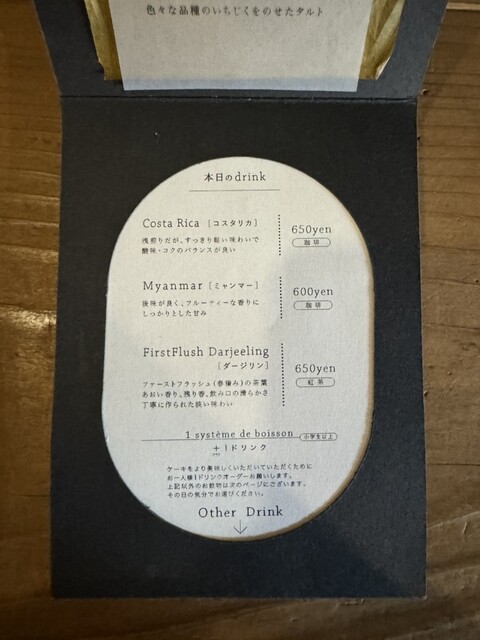 色々な品種のいちじくをのせたタルト
本日のdrink
Costa Rica [コスタリカ]
650yen
珈琲
浅煎りだが、すっきり軽い味わいで
酸味・コクのバランスが良い
Myanmar [ミャンマー]
600yen
珈琲
後味が良く、フルーティーな香りに
しっかりとした甘み
FirstFlush Darjeeling
[ダージリン]
650yen
紅茶
ファーストフラッシュ(春摘み)の茶葉
あおい香り、残り香、飲み口の滑らかさ
丁寧に作られた狭い味わい
1 système de boisson 小学生以上
+1ドリンク
ケーキをより美味しくいただいていただくために
お一人様1ドリンクオーダーお願いします。
上記以外のお飲物は次のページにございます。
その日の気分でお選びください。
Other Drink